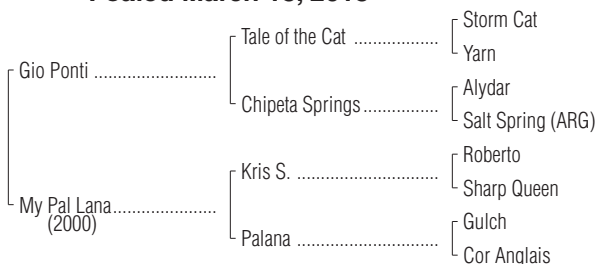 Foaled March
Storm Cat
Tale of the Cat ....................
Yarn
Gio Ponti ............................
Alydar
Chipeta Springs..................
Salt Spring (ARG)
Roberto
Kris S. .................................
Sharp Queen
My Pal Lana........................
(2000)
Gulch
Palana .................................
Cor Anglais